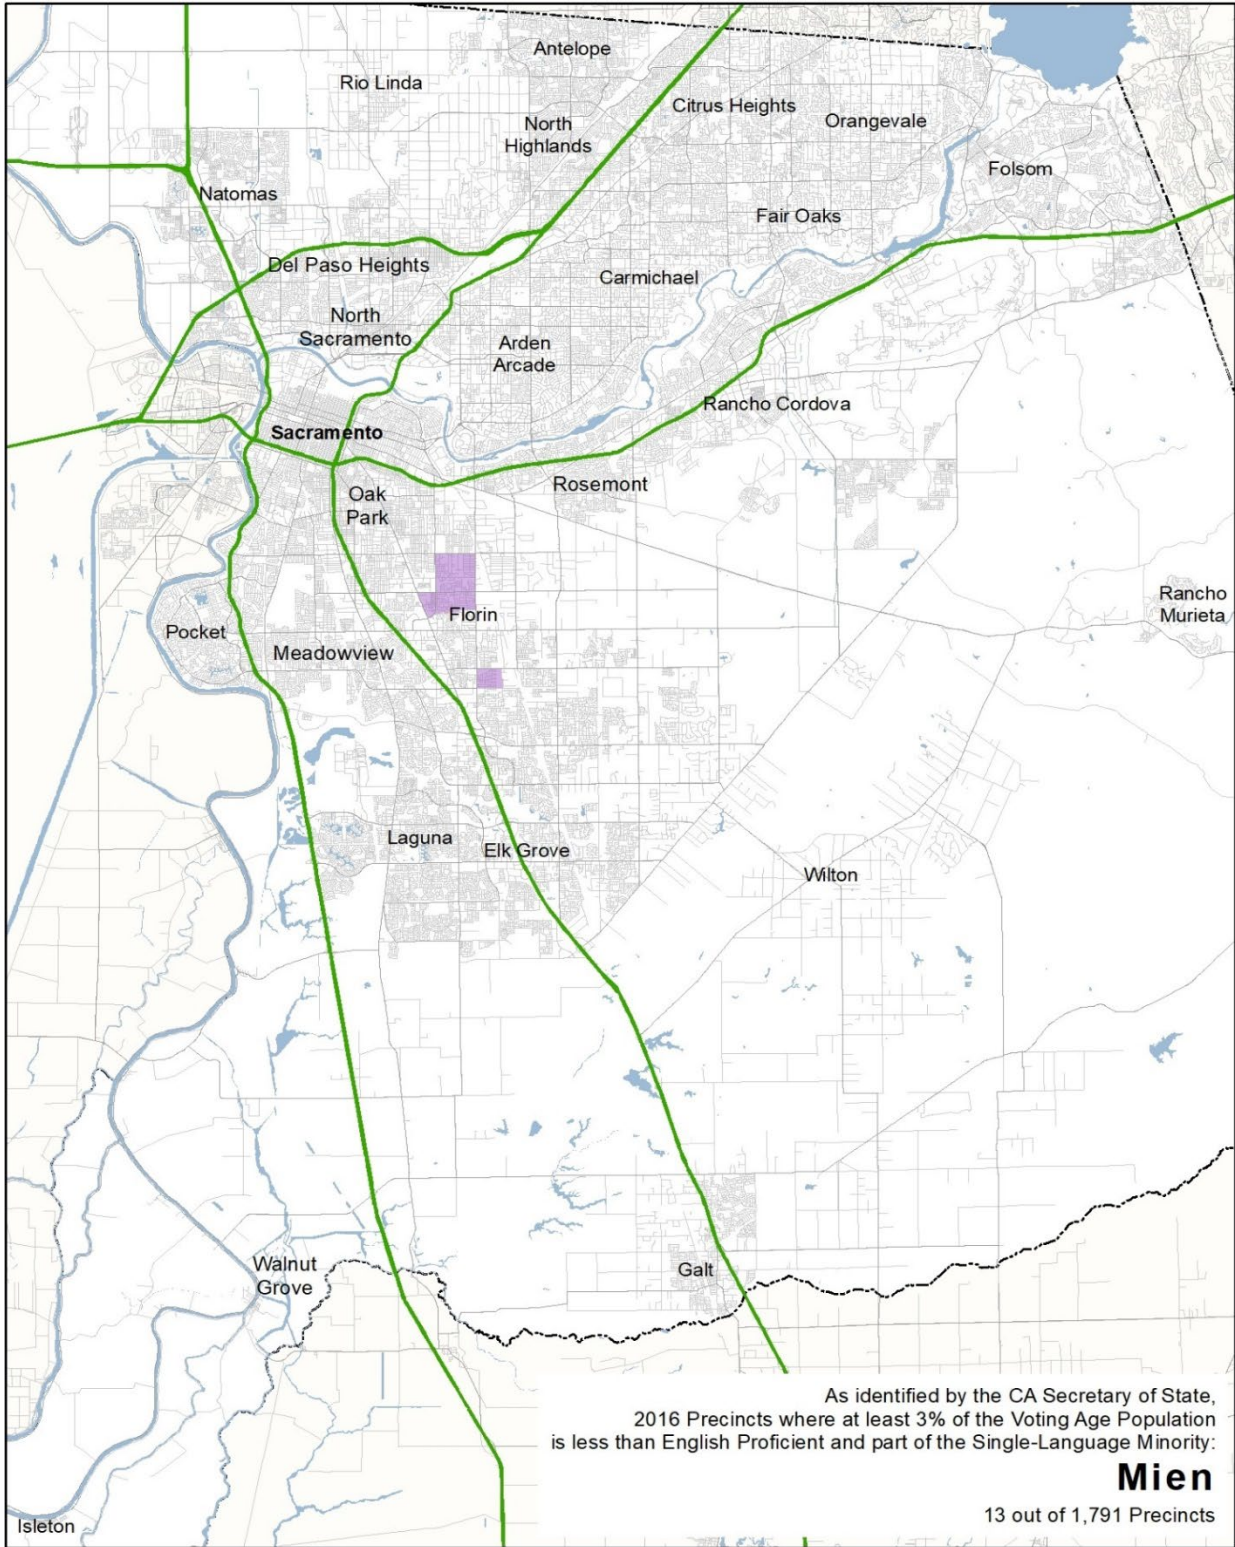 Antelope
Rio Linda
Citrus Heights
North
Highlands
Orangevale
Folsom
Natomas
Fair Oaks
Del Paso Heights
Carmichael
North
Sacramento
Arden
Arcade
Rancho Cordova
Sacramento
Rosemont
Oak
Park
Rancho
Murieta
Florin
Pocket
Meadowview
Laguna
Elk Grove
Wilton
Walnut
Grove
Galt
As identified by the CA Secretary of State,
2016 Precincts where at least 3% of the Voting Age Population
is less than English Proficient and part of the Single-Language Minority:
Mien
13 out of 1,791 Precincts
Isleton